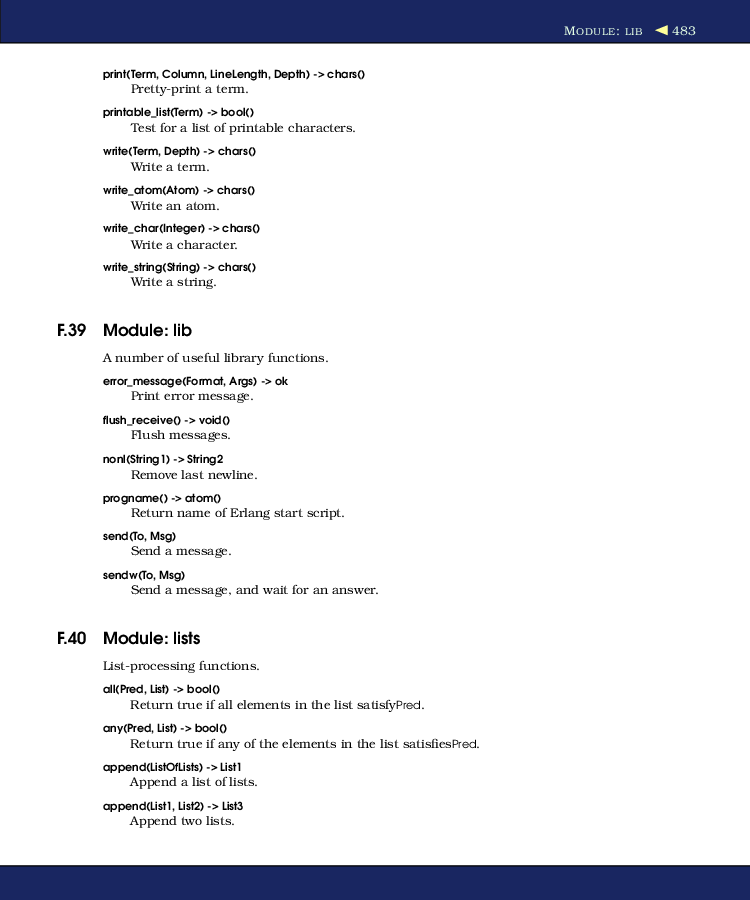 MODULE: LIB ◀ 483
print(Term, Column, LineLength, Depth) -> chars()
Pretty-print a term.
printable_list(Term) -> bool()
Test for a list of printable characters.
write(Term, Depth) -> chars()
Write a term.
write_atom(Atom) -> chars()
Write an atom.
write_char(Integer) -> chars()
Write a character.
write_string(String) -> chars()
Write a string.
F.39 Module: lib
A number of useful library functions.
error_message(Format, Args) -> ok
Print error message.
flush_receive() -> void()
Flush messages.
nonl(String1) -> String2
Remove last newline.
progname() -> atom()
Return name of Erlang start script.
send(To, Msg)
Send a message.
sendw(To, Msg)
Send a message, and wait for an answer.
F.40 Module: lists
List-processing functions.
all(Pred, List) -> bool()
Return true if all elements in the list satisfyPred.
any(Pred, List) -> bool()
Return true if any of the elements in the list satisfiesPred.
append(ListOfLists) -> List1
Append a list of lists.
append(List1, List2) -> List3
Append two lists.